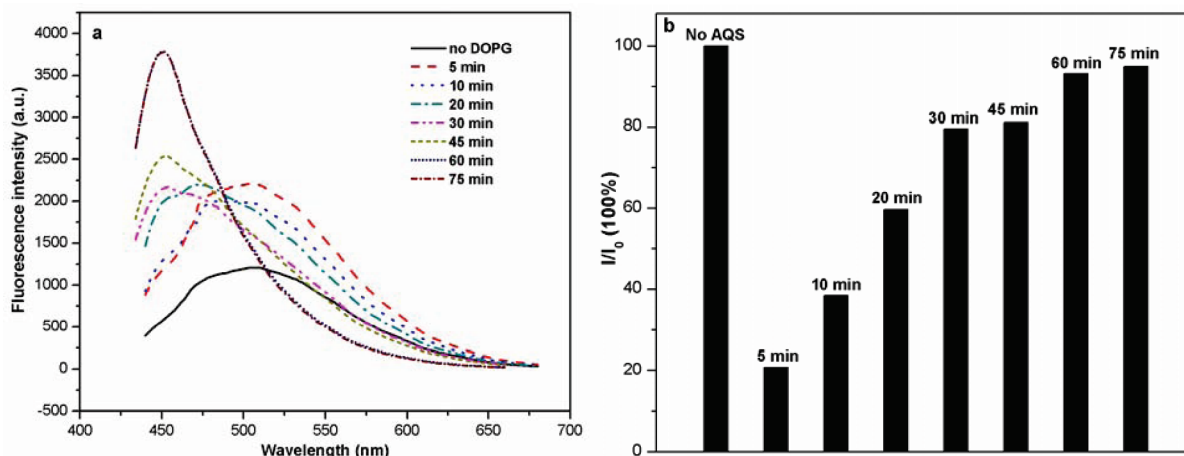 a
Fluorescence intensity (a.u.)
4000
3500
3000
2500
2000
1500
1000
500
0
-500
no DOPG
5 min
10 min
20 min
30 min
45 min
60 min
75 min
400 450 500 550 600 650 700
Wavelength (nm)
b
I/I₀ (100%)
100
80
60
40
20
0
No AQS
5 min
10 min
20 min
30 min
45 min
60 min
75 min